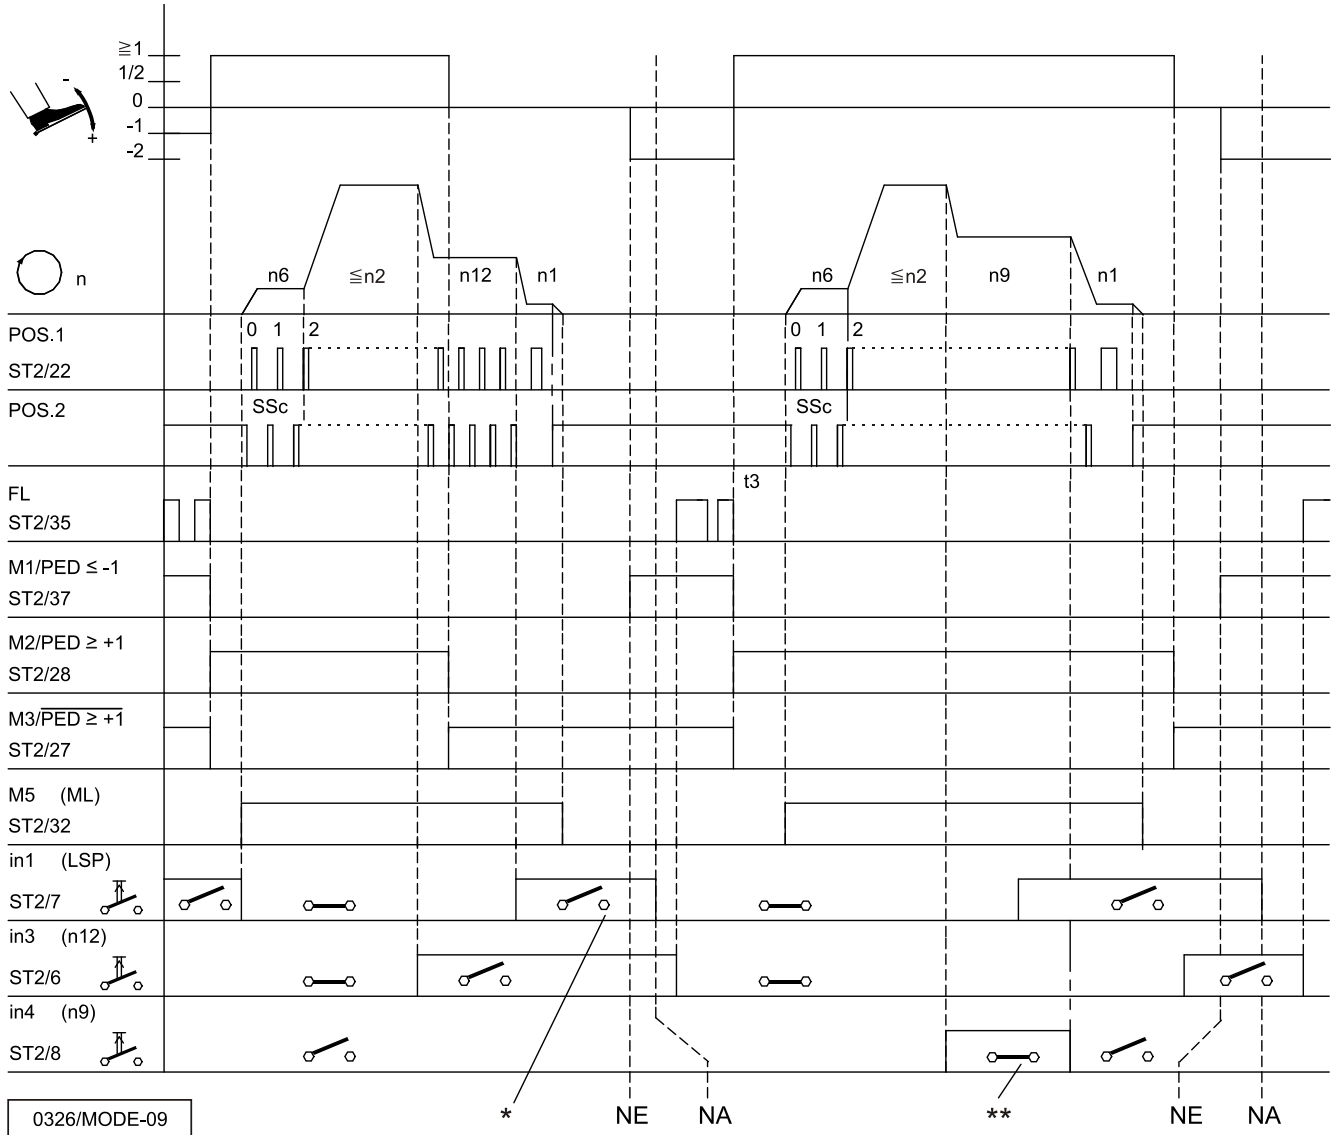 ≧1
1/2
0
-1
-2
-
+
n
n6 ≦n2 n12 n1 n6 ≦n2 n9 n1
POS.1 0 1 2 0 1 2
ST2/22
POS.2 SSc SSc
FL t3
ST2/35
M1/PED ≤ -1
ST2/37
M2/PED ≥ +1
ST2/28
M3/PED ≥ +1
ST2/27
M5 (ML)
ST2/32
in1 (LSP)
ST2/7
in3 (n12)
ST2/6
in4 (n9)
ST2/8
0326/MODE-09 * NE NA ** NE NA